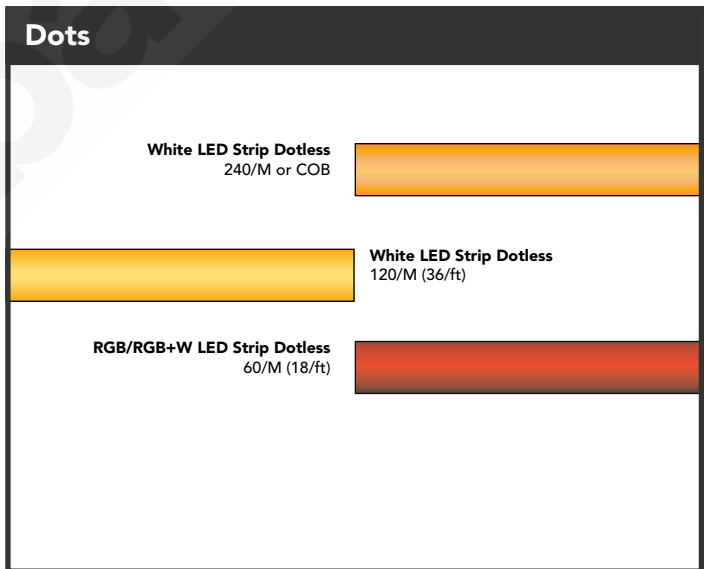 Dots
White LED Strip Dotless
240/M or COB
White LED Strip Dotless
120/M (36/ft)
RGB/RGB+W LED Strip Dotless
60/M (18/ft)